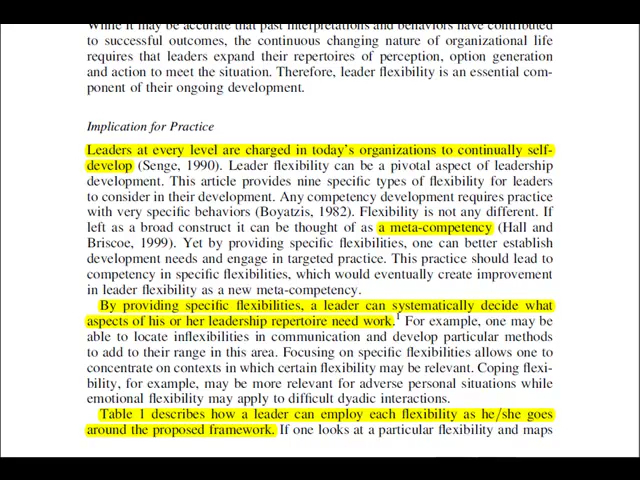 While it may be accurate that past interpretations and behaviors have contributed
to successful outcomes, the continuous changing nature of organizational life
requires that leaders expand their repertoires of perception, option generation
and action to meet the situation. Therefore, leader flexibility is an essential com-
ponent of their ongoing development.
Implication for Practice
Leaders at every level are charged in today's organizations to continually self-
develop (Senge, 1990). Leader flexibility can be a pivotal aspect of leadership
development. This article provides nine specific types of flexibility for leaders
to consider in their development. Any competency development requires practice
with very specific behaviors (Boyatzis, 1982). Flexibility is not any different. If
left as a broad construct it can be thought of as a meta-competency (Hall and
Briscoe, 1999). Yet by providing specific flexibilities, one can better establish
development needs and engage in targeted practice. This practice should lead to
competency in specific flexibilities, which would eventually create improvement
in leader flexibility as a new meta-competency.
By providing specific flexibilities, a leader can systematically decide what
aspects of his or her leadership repertoire need work.¹ For example, one may be
able to locate inflexibilities in communication and develop particular methods
to add to their range in this area. Focusing on specific flexibilities allows one to
concentrate on contexts in which certain flexibility may be relevant. Coping flexi-
bility, for example, may be more relevant for adverse personal situations while
emotional flexibility may apply to difficult dyadic interactions.
Table 1 describes how a leader can employ each flexibility as he/she goes
around the proposed framework. If one looks at a particular flexibility and maps